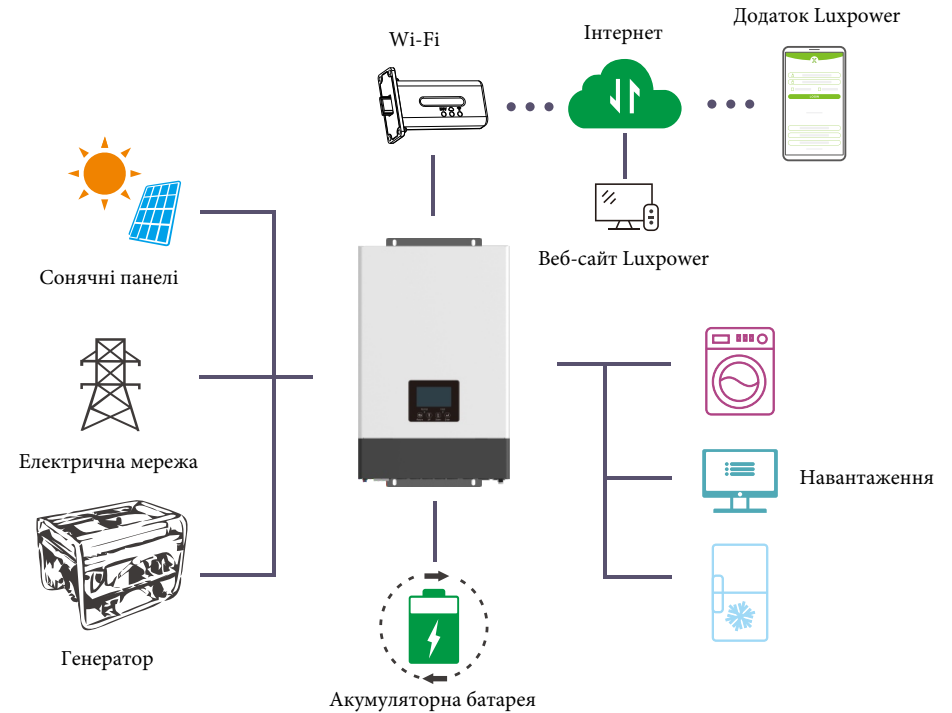 Додаток Luxpower
Інтернет
Wi-Fi
Веб-сайт Luxpower
Сонячні панелі
Електрична мережа
Навантаження
Генератор
Акумуляторна батарея